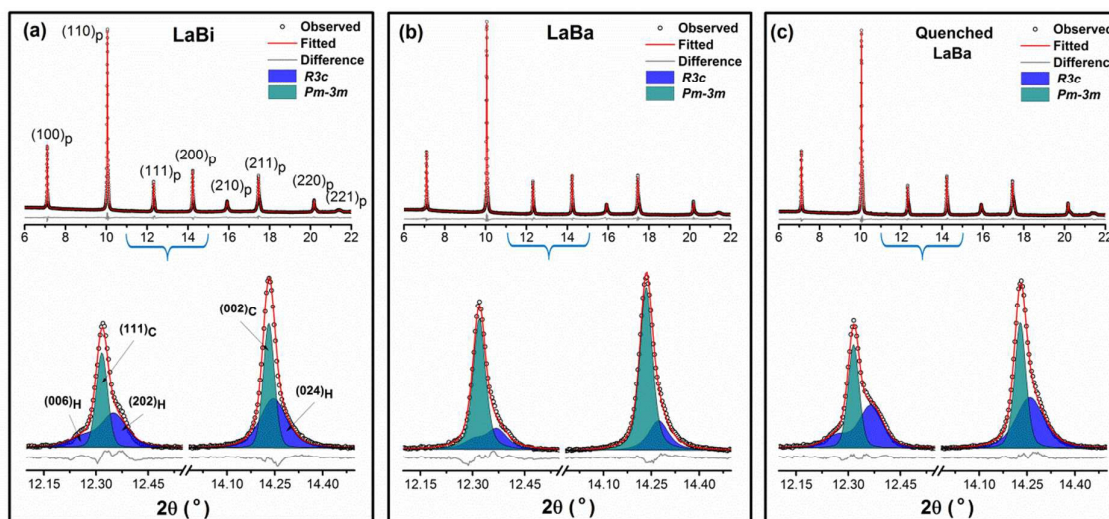 (a)
LaBi
Observed
Fitted
Difference
R3c
Pm-3m
(100)p
(110)p
(111)p
(200)p
(210)p
(211)p
(220)p
(221)p
6 8 10 12 14 16 18 20 22
(006)H
(111)C
(202)H
(002)C
(024)H
12.15 12.30 12.45 14.10 14.25 14.40
2θ (°)
(b)
LaBa
Observed
Fitted
Difference
R3c
Pm-3m
6 8 10 12 14 16 18 20 22
12.15 12.30 12.45 14.10 14.25 14.40
2θ (°)
(c)
Quenched
LaBa
Observed
Fitted
Difference
R3c
Pm-3m
6 8 10 12 14 16 18 20 22
12.15 12.30 12.45 14.10 14.25 14.40
2θ (°)